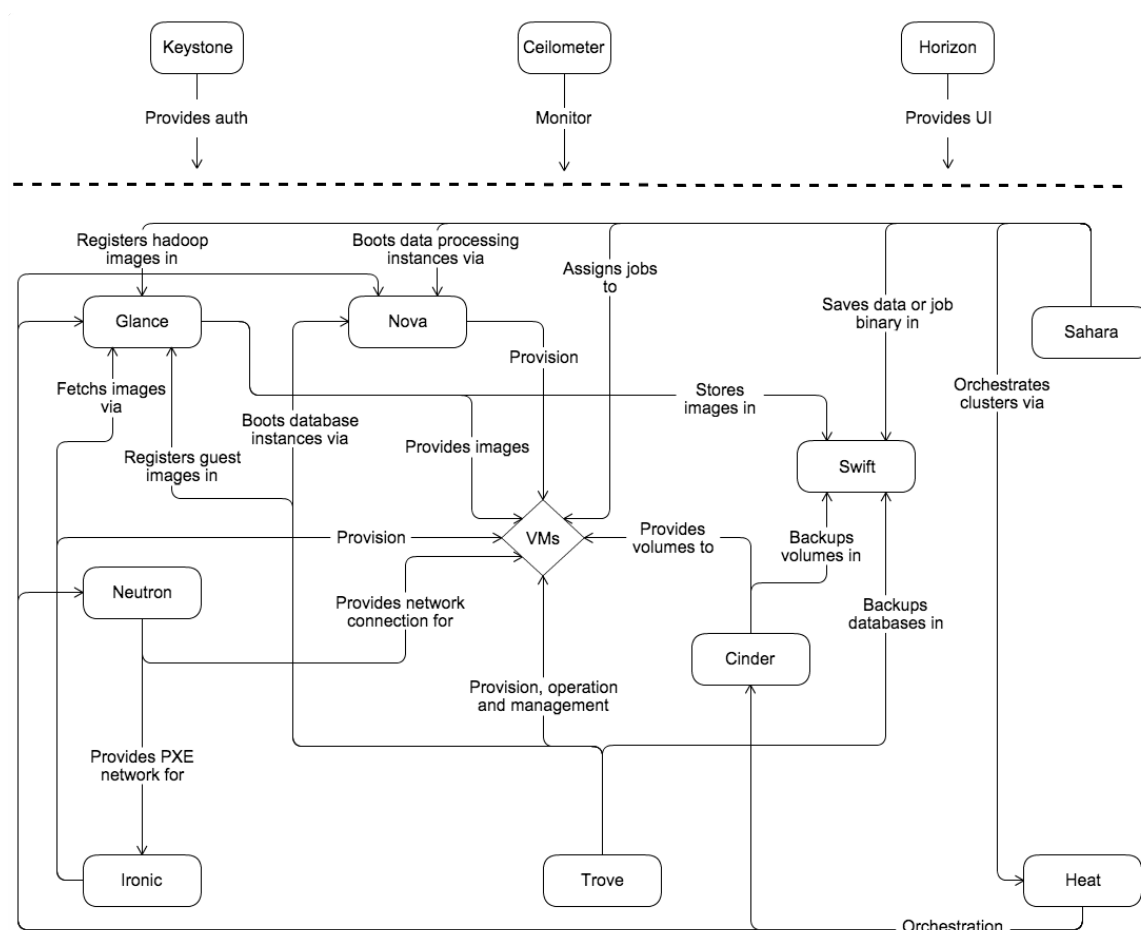 Keystone
Ceilometer
Horizon
Provides auth
Monitor
Provides UI
Registers hadoop
images in
Boots data processing
instances via
Assigns jobs
to
Saves data or job
binary in
Glance
Nova
Sahara
Provision
Fetchs images
via
Stores
images in
Orchestrates
clusters via
Boots database
instances via
Provides images
Registers guest
images in
Swift
Provision
VMs
Provides
volumes to
Backups
volumes in
Neutron
Provides network
connection for
Backups
databases in
Cinder
Provision, operation
and management
Provides PXE
network for
Ironic
Trove
Heat
Orchestration